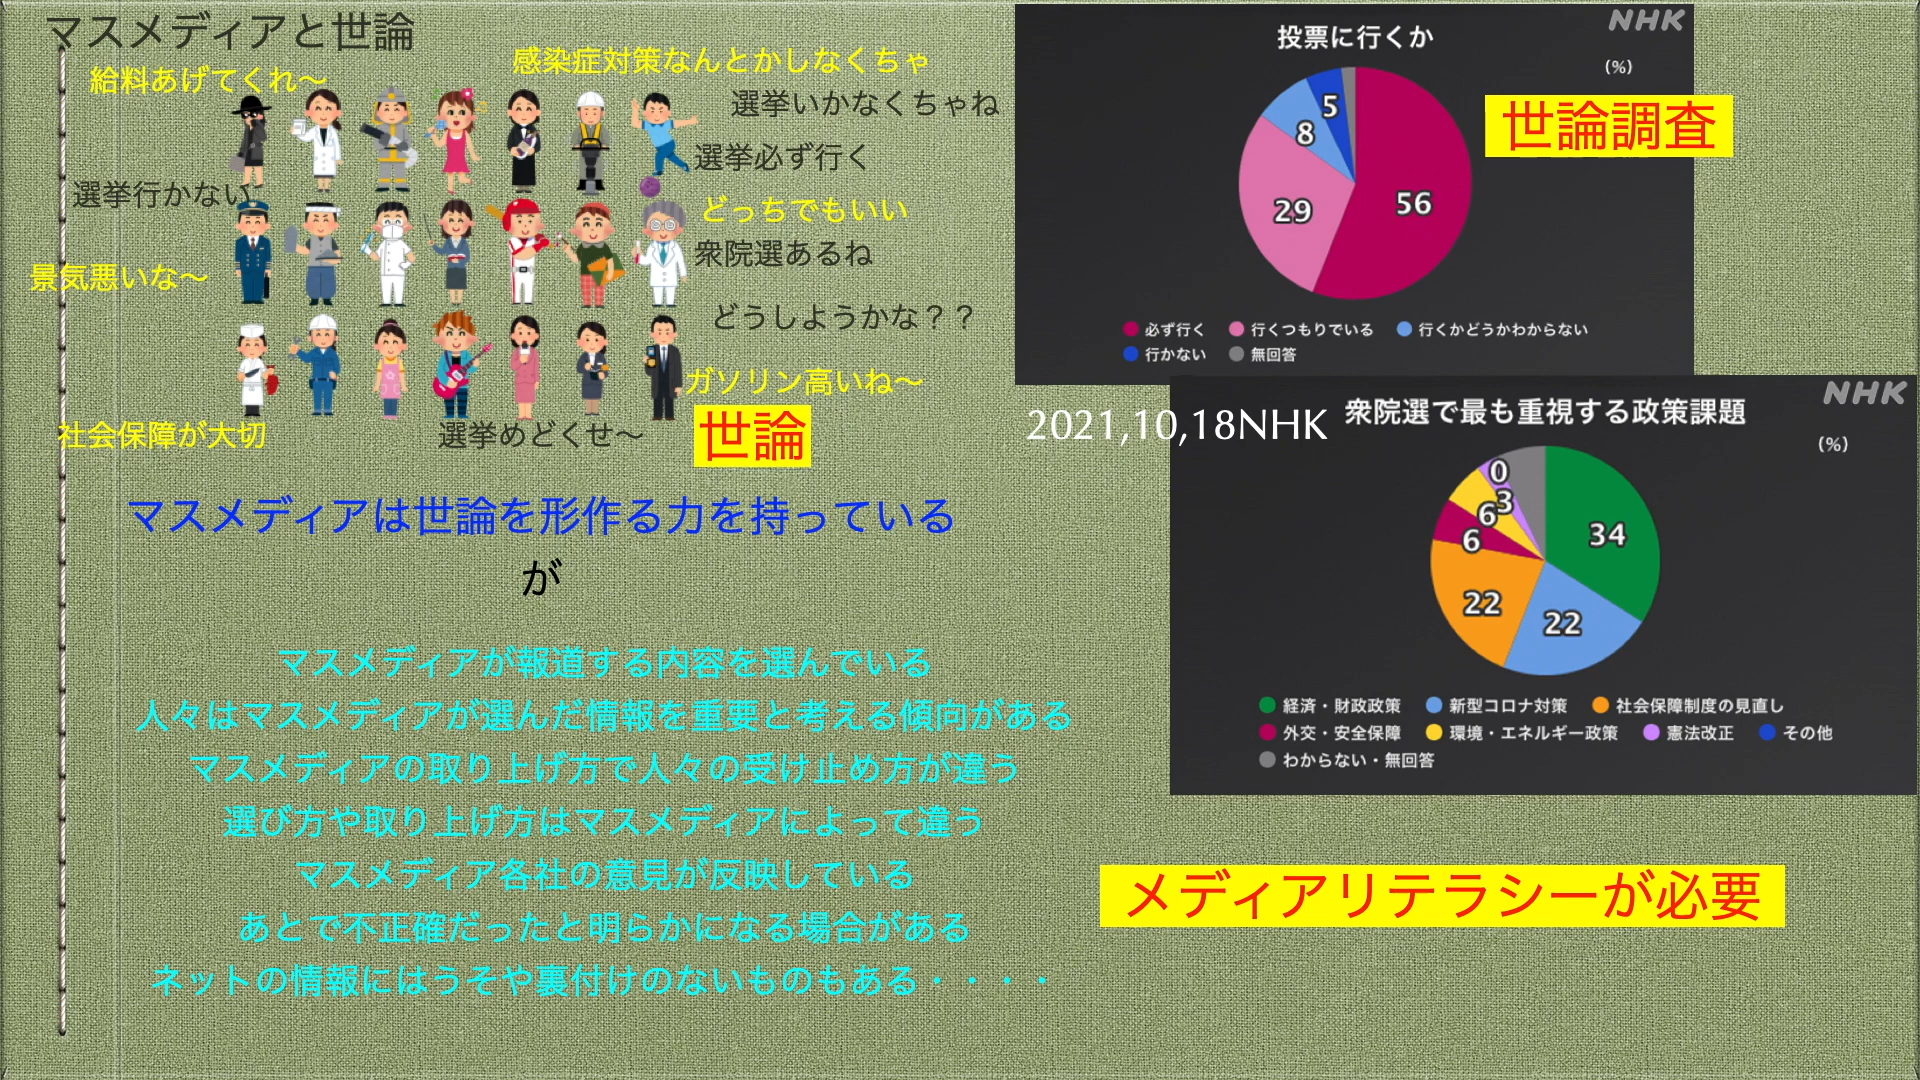 マスメディアと世論
給料あげてくれ〜
感染症対策なんとかしなくちゃ
選挙いかなくちゃね
選挙必ず行く
選挙行かない
どっちでもいい
衆院選あるね
景気悪いな〜
どうしようかな？？
ガソリン高いね〜
社会保障が大切
選挙めどくせ〜
世論
マスメディアは世論を形作る力を持っている
が
マスメディアが報道する内容を選んでいる
人々はマスメディアが選んだ情報を重要と考える傾向がある
マスメディアの取り上げ方で人々の受け止め方が違う
選び方や取り上げ方はマスメディアによって違う
マスメディア各社の意見が反映している
あとで不正確だったと明らかになる場合がある
ネットの情報にはうそや裏付けのないものもある・・・・
NHK
投票に行くか
(%)
世論調査
5
8
29
56
必ず行く 行くつもりでいる 行くかどうかわからない
行かない 無回答
2021,10,18NHK
NHK
衆院選で最も重視する政策課題
(%)
0
3
6
6
34
22
22
経済・財政政策 新型コロナ対策 社会保障制度の見直し
外交・安全保障 環境・エネルギー政策 憲法改正 その他
わからない・無回答
メディアリテラシーが必要